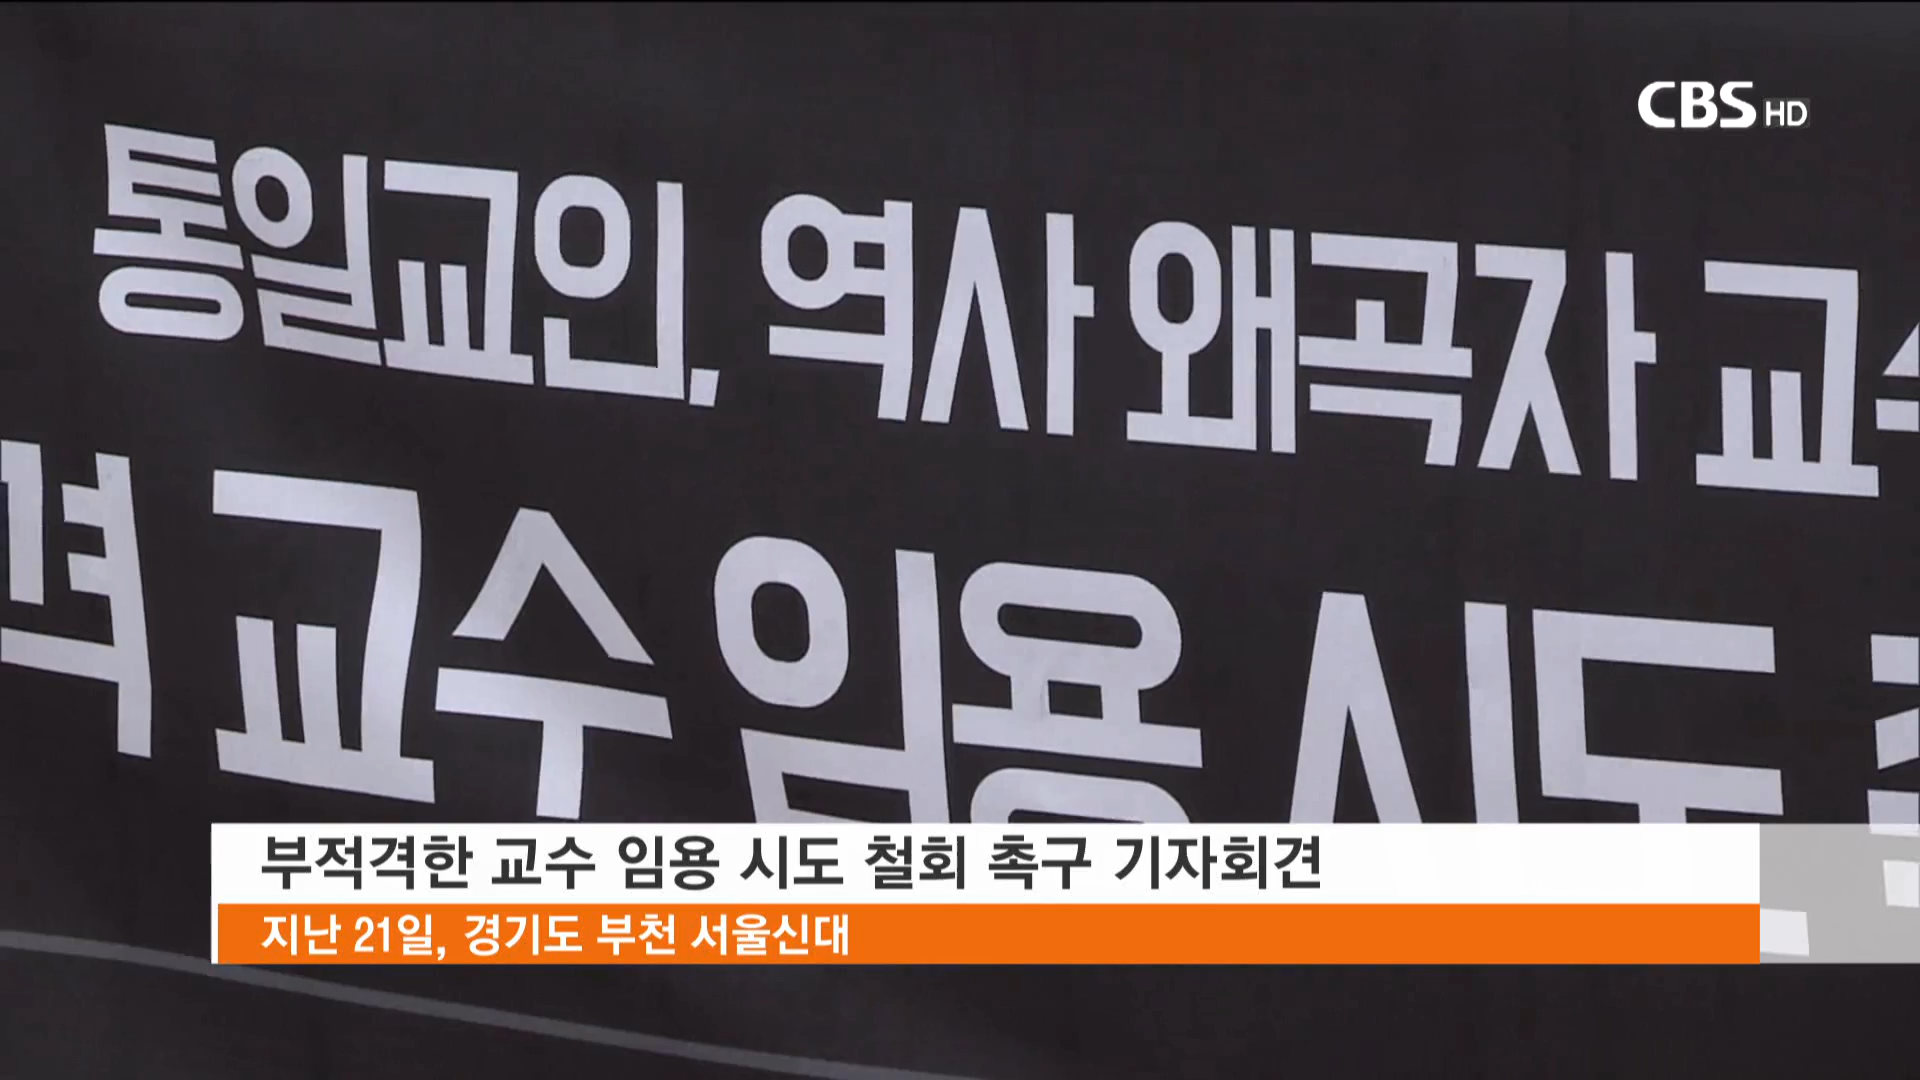 CBS HD
통일교인, 역사 왜곡자 교
격 교수 임용 시도
부적격한 교수 임용 시도 철회 촉구 기자회견
지난 21일, 경기도 부천 서울신대